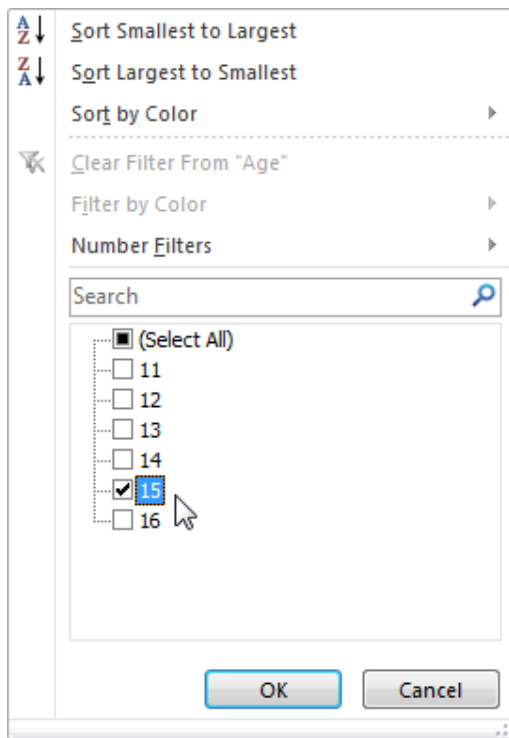 Sort Smallest to Largest
Sort Largest to Smallest
Sort by Color
Clear Filter From "Age"
Filter by Color
Number Filters
Search
(Select All)
11
12
13
14
15
16
OK Cancel